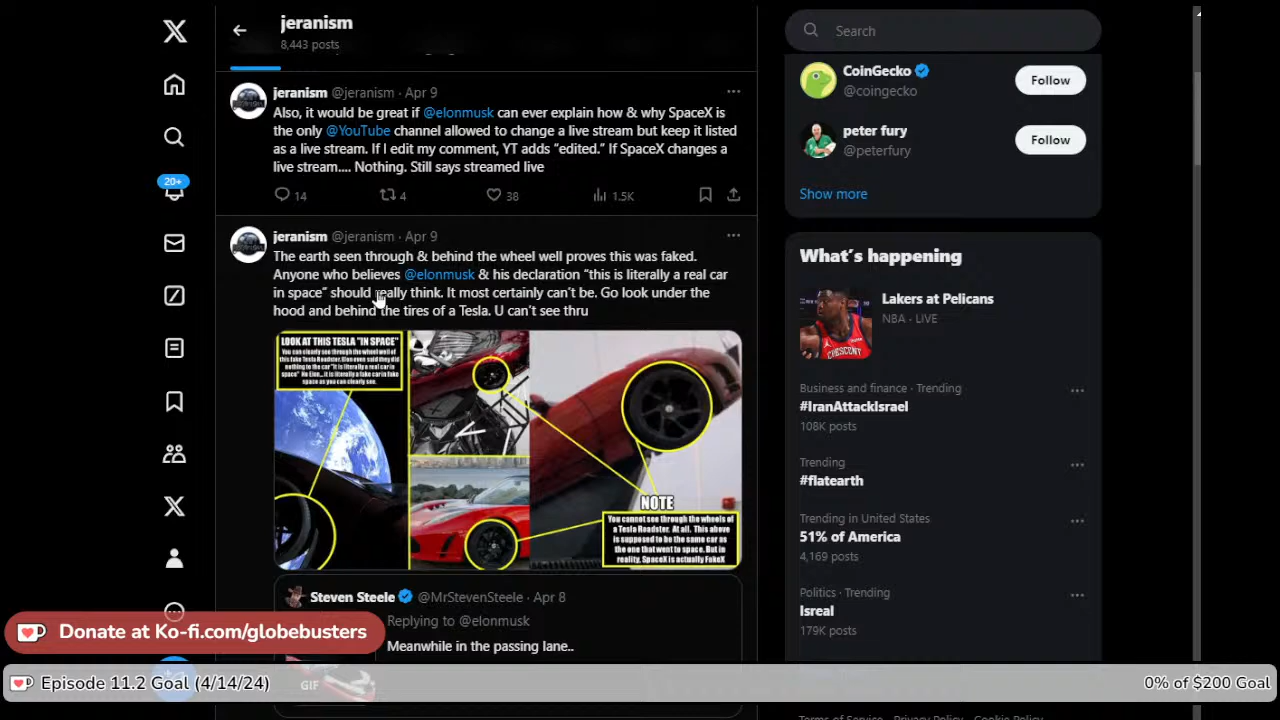 jeranism
8,443 posts
jeranism @jeranism · Apr 9
Also, it would be great if @elonmusk can ever explain how & why SpaceX is
the only @YouTube channel allowed to change a live stream but keep it listed
as a live stream. If I edit my comment, YT adds “edited.” If SpaceX changes a
live stream.... Nothing. Still says streamed live
14
4
38
1.5K
jeranism @jeranism · Apr 9
The earth seen through & behind the wheel well proves this was faked.
Anyone who believes @elonmusk & his declaration “this is literally a real car
in space” should really think. It most certainly can’t be. Go look under the
hood and behind the tires of a Tesla. U can’t see thru
LOOK AT THIS TESLA "IN SPACE"
You can clearly see through the wheel well of
this fake Tesla Roadster. Elon even said they did
nothing to the car "it is literally a real car in
space" No Elon... it is literally a fake car in fake
space as you can clearly see.
NOTE
You cannot see through the wheels of
a Tesla Roadster. At all. This above
is supposed to be the same car as
the one that went to space. But in
reality, SpaceX is actually FakeX
Steven Steele @MrStevenSteele · Apr 8
Replying to @elonmusk
Meanwhile in the passing lane..
GIF
20+
Search
CoinGecko
@coingecko
Follow
peter fury
@peterfury
Follow
Show more
What’s happening
Lakers at Pelicans
NBA · LIVE
Business and finance · Trending
#IranAttackIsrael
108K posts
Trending
#flatearth
Trending in United States
51% of America
4,169 posts
Politics · Trending
Isreal
179K posts
Terms of Service Privacy Policy Cookie Policy
Donate at Ko-fi.com/globebusters
Episode 11.2 Goal (4/14/24)
0% of $200 Goal